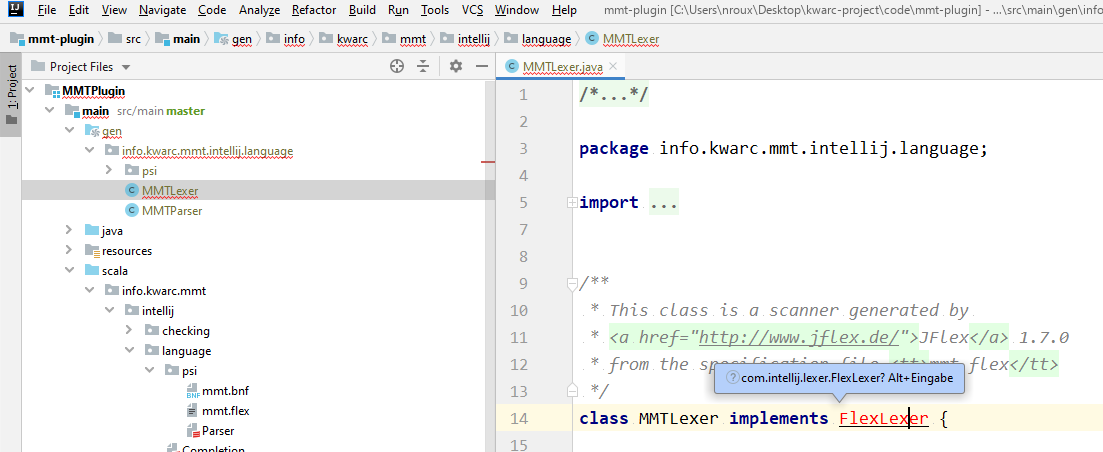 IJ File Edit View Navigate Code Analyze Refactor Build Run Tools VCS Window Help mmt-plugin [C:\Users\nroux\Desktop\kwarc-project\code\mmt-plugin] - ...\src\main\gen\info
mmt-plugin src main gen info kwarc mmt intellij language MMTLexer
1: Project
Project Files
MMTPlugin
main src/main master
gen
info.kwarc.mmt.intellij.language
psi
MMTLexer
MMTParser
java
resources
scala
info.kwarc.mmt
intellij
checking
language
psi
mmt.bnf
mmt.flex
Parser
Completion
MMTLexer.java
1 /*...*/
2
3 package info.kwarc.mmt.intellij.language;
4
5 import ...
7
8
9 /**
10 * This class is a scanner generated by
11 * <a href="http://www.jflex.de/">JFlex</a> 1.7.0
12 * from the specification file <tt>mmt.flex</tt>
? com.intellij.lexer.FlexLexer? Alt+Eingabe
13 */
14 class MMTLexer implements FlexLexer {
15